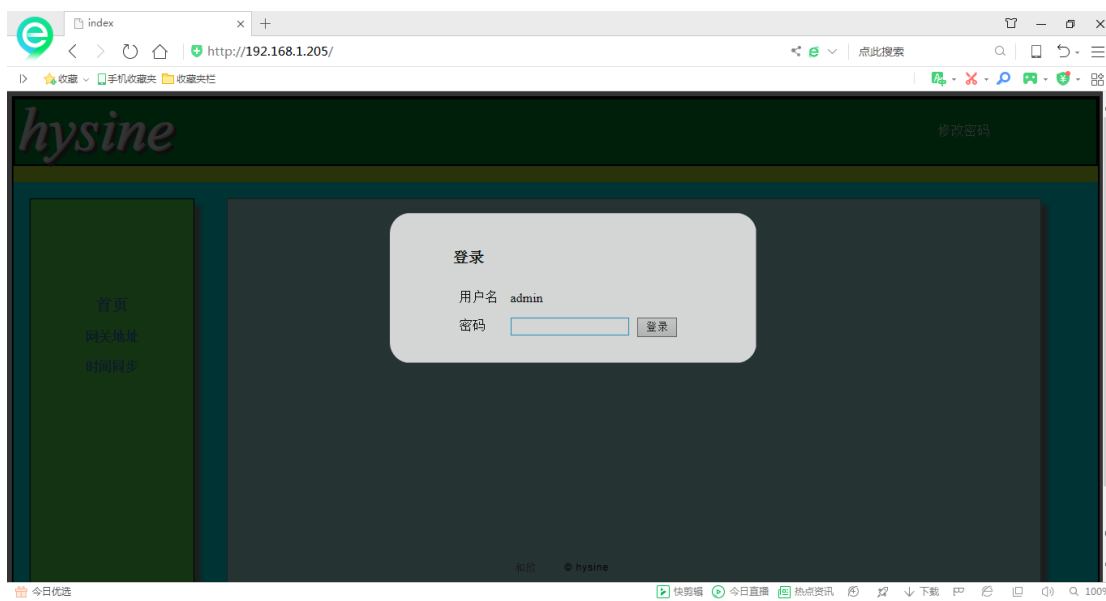 index
http://192.168.1.205/
点此搜索
收藏 手机收藏夹 收藏夹栏
hysine
修改密码
登录
用户名 admin
密码 登录
首页
网关地址
时间同步
和欣 © hysine
今日优选 快剪辑 今日直播 热点资讯 下载 100%